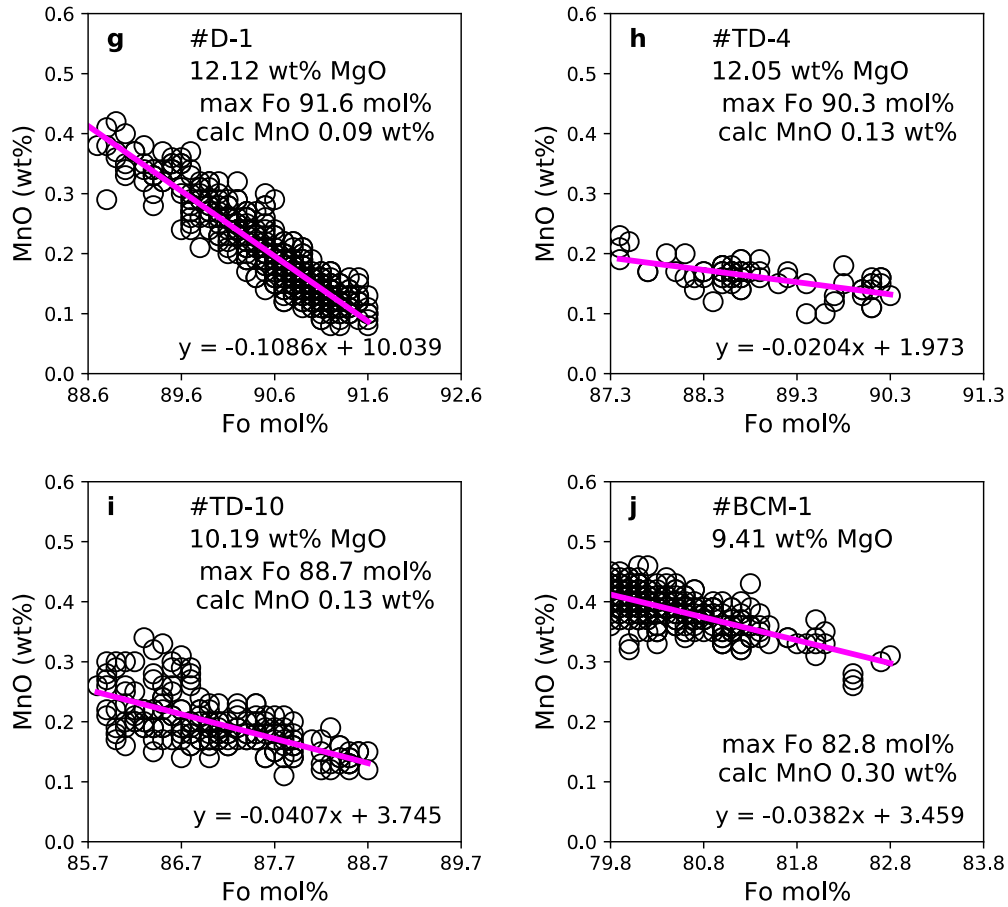 g
#D-1
12.12 wt% MgO
max Fo 91.6 mol%
calc MnO 0.09 wt%
y = -0.1086x + 10.039
MnO (wt%)
0.6
0.5
0.4
0.3
0.2
0.1
0.0
88.6 89.6 90.6 91.6 92.6
Fo mol%
h
#TD-4
12.05 wt% MgO
max Fo 90.3 mol%
calc MnO 0.13 wt%
y = -0.0204x + 1.973
MnO (wt%)
0.6
0.5
0.4
0.3
0.2
0.1
0.0
87.3 88.3 89.3 90.3 91.3
Fo mol%
i
#TD-10
10.19 wt% MgO
max Fo 88.7 mol%
calc MnO 0.13 wt%
y = -0.0407x + 3.745
MnO (wt%)
0.6
0.5
0.4
0.3
0.2
0.1
0.0
85.7 86.7 87.7 88.7 89.7
Fo mol%
j
#BCM-1
9.41 wt% MgO
max Fo 82.8 mol%
calc MnO 0.30 wt%
y = -0.0382x + 3.459
MnO (wt%)
0.6
0.5
0.4
0.3
0.2
0.1
0.0
79.8 80.8 81.8 82.8 83.8
Fo mol%